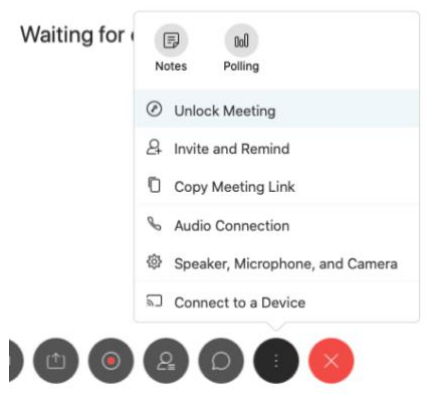 Waiting for
Notes
Polling
Unlock Meeting
Invite and Remind
Copy Meeting Link
Audio Connection
Speaker, Microphone, and Camera
Connect to a Device